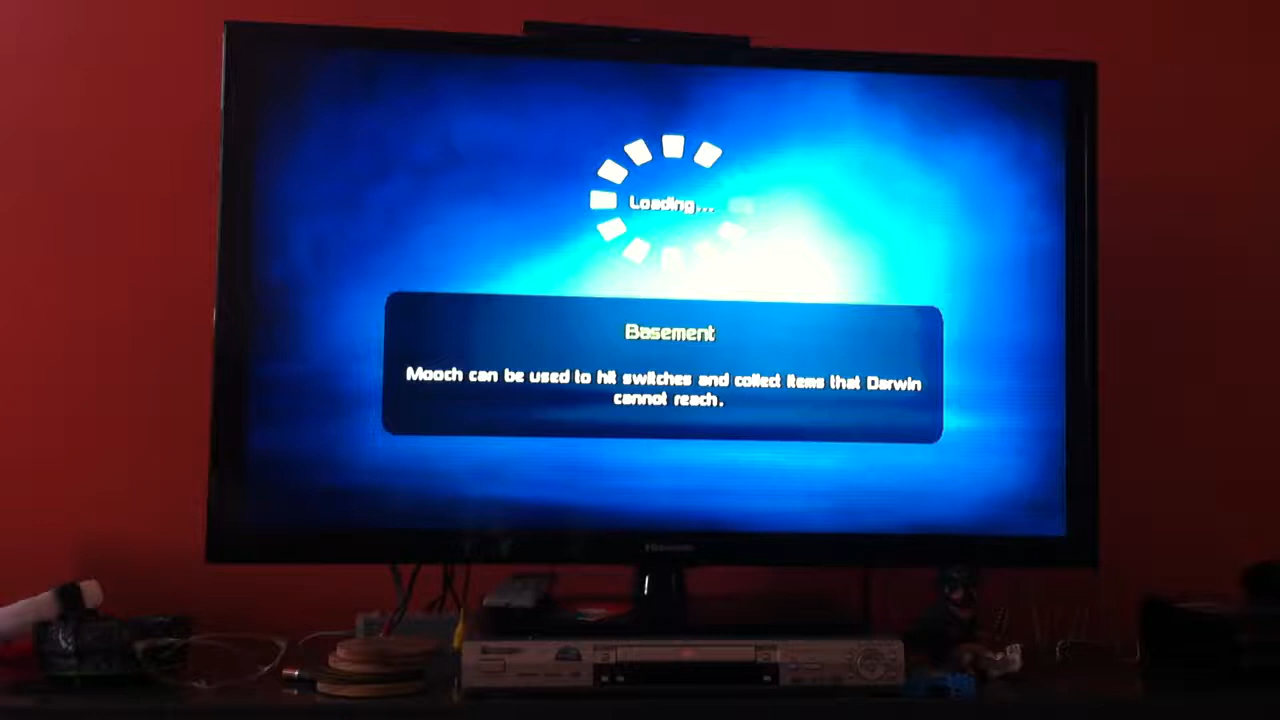 Loading...
Basement
Mooch can be used to hit switches and collect items that Darwin
cannot reach.